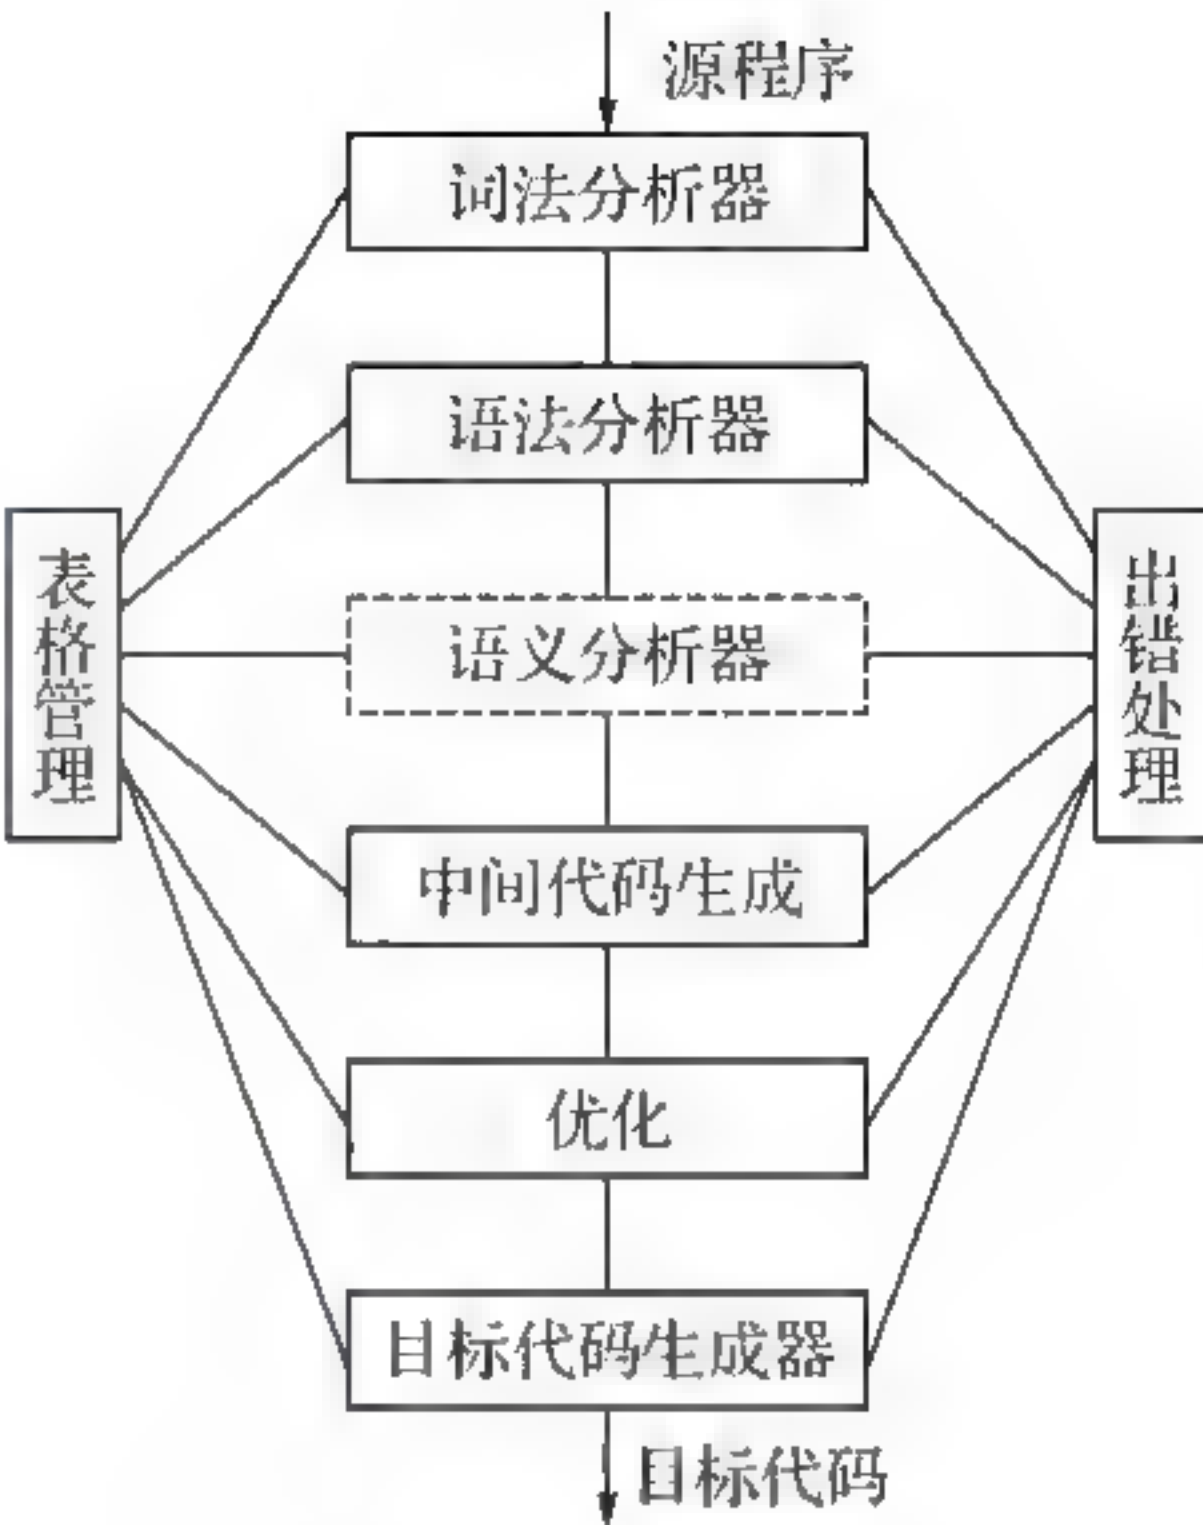 源程序
词法分析器
语法分析器
表格管理
语义分析器
出错处理
中间代码生成
优化
目标代码生成器
目标代码